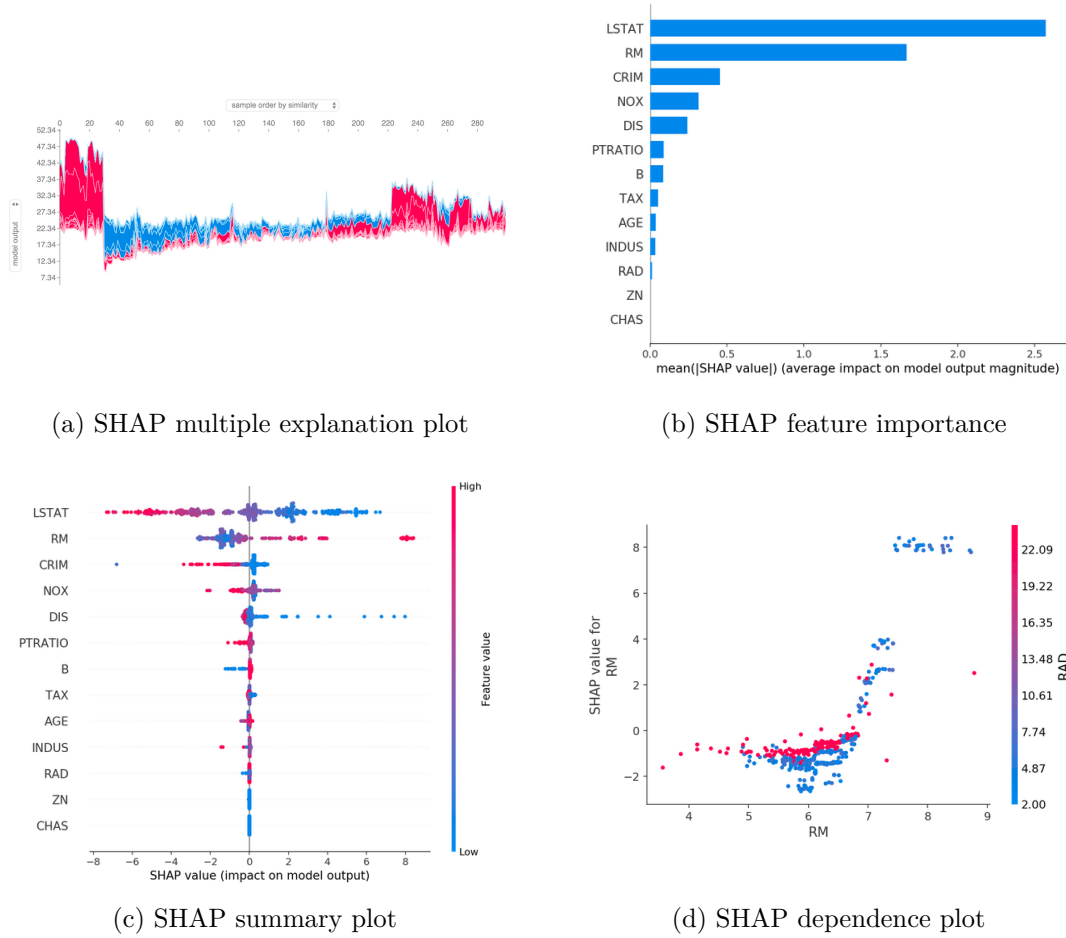 sample order by similarity
0 20 40 60 80 100 120 140 160 180 200 220 240 260 280
52.34
47.34
42.34
37.34
32.34
27.34
22.34
17.34
12.34
7.34
model output
(a) SHAP multiple explanation plot
LSTAT
RM
CRIM
NOX
DIS
PTRATIO
B
TAX
AGE
INDUS
RAD
ZN
CHAS
0.0 0.5 1.0 1.5 2.0 2.5
mean(|SHAP value|) (average impact on model output magnitude)
(b) SHAP feature importance
LSTAT
RM
CRIM
NOX
DIS
PTRATIO
B
TAX
AGE
INDUS
RAD
ZN
CHAS
−8 −6 −4 −2 0 2 4 6 8
SHAP value (impact on model output)
High
Feature value
Low
(c) SHAP summary plot
SHAP value for
RM
8
6
4
2
0
−2
4 5 6 7 8 9
RM
22.09
19.22
16.35
13.48
10.61
7.74
4.87
2.00
RAD
(d) SHAP dependence plot